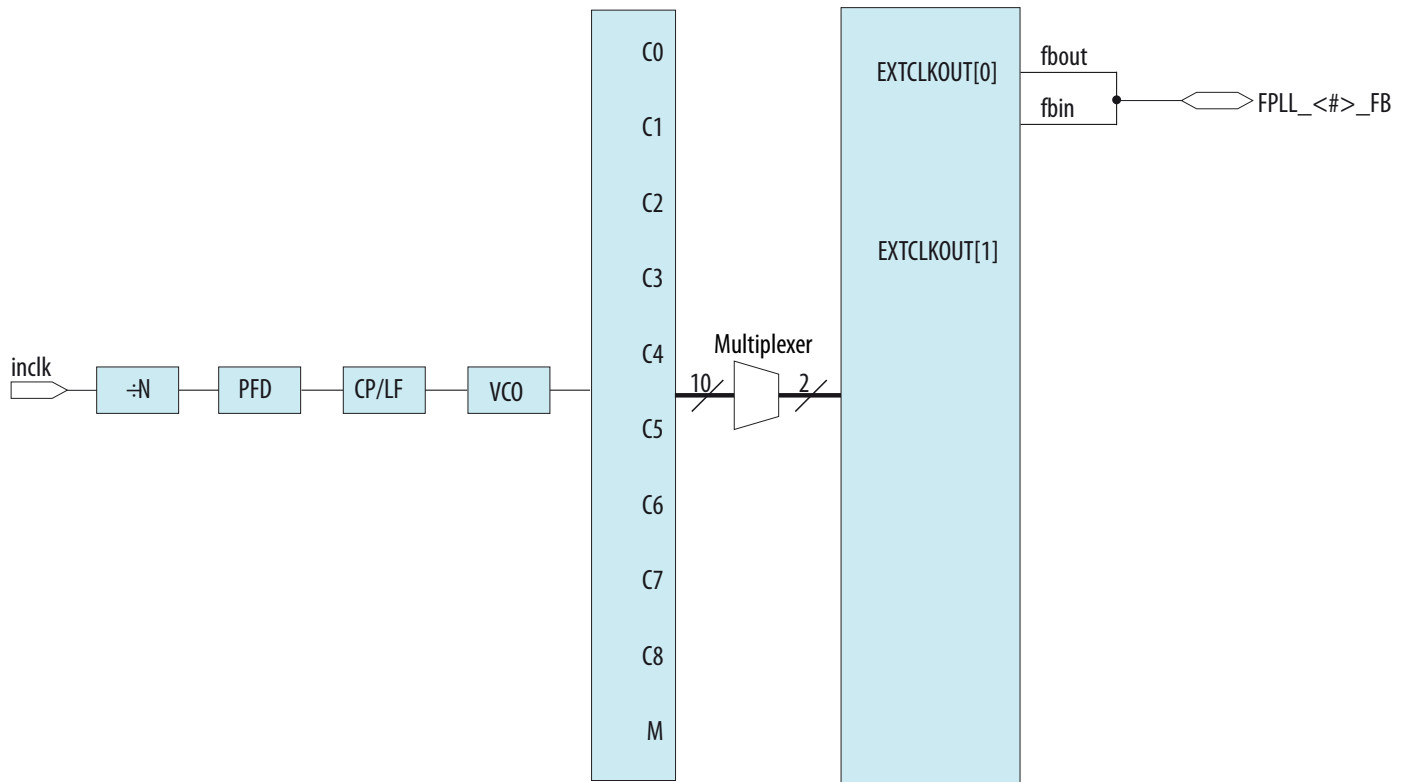 inclk
÷N
PFD
CP/LF
VCO
C0
C1
C2
C3
C4
C5
C6
C7
C8
M
Multiplexer
10
2
EXTCLKOUT[0]
EXTCLKOUT[1]
fbout
fbin
FPLL_<#>_FB